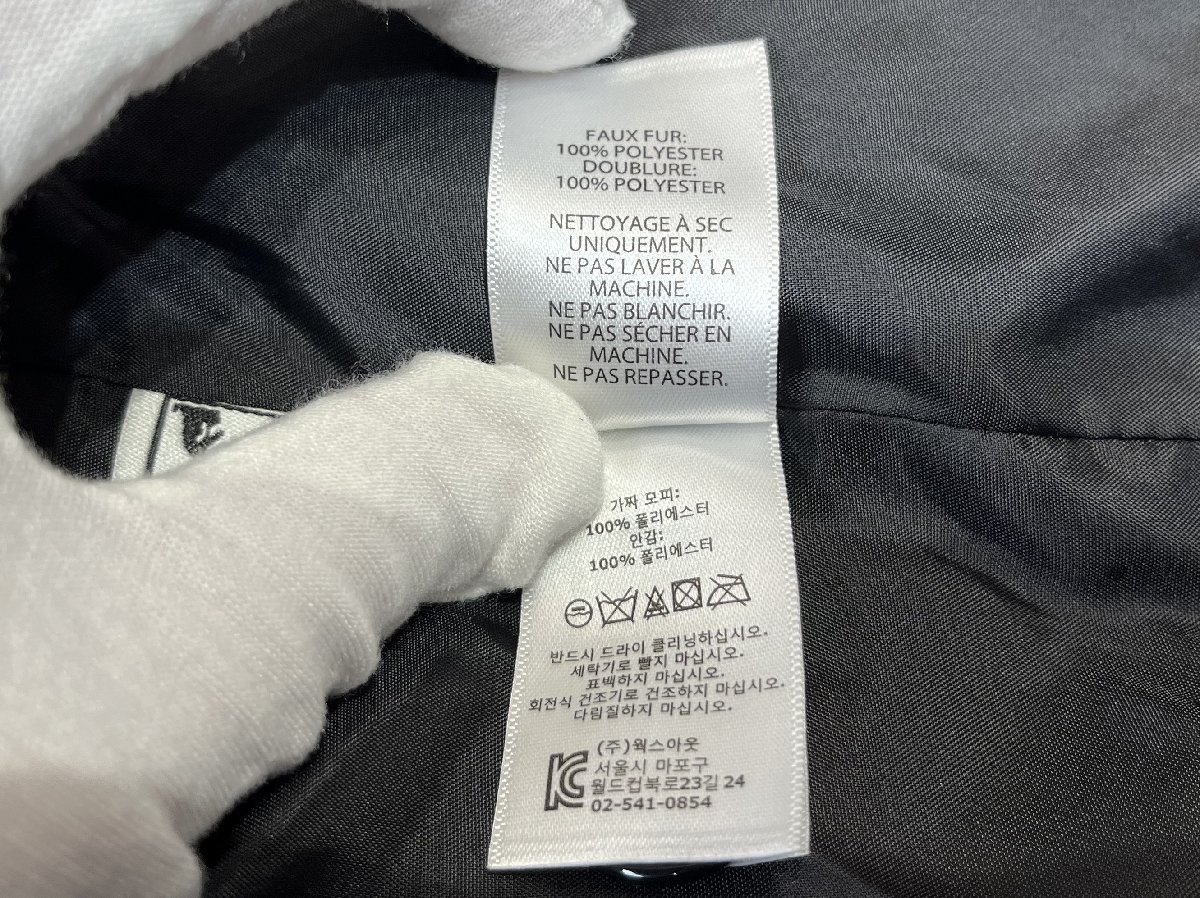 FAUX FUR:
100% POLYESTER
DOUBLURE:
100% POLYESTER
NETTOYAGE À SEC
UNIQUEMENT.
NE PAS LAVER À LA
MACHINE.
NE PAS BLANCHIR.
NE PAS SÉCHER EN
MACHINE.
NE PAS REPASSER.
가짜 모피:
100% 폴리에스터
안감:
100% 폴리에스터
반드시 드라이 클리닝하십시오.
세탁기로 빨지 마십시오.
표백하지 마십시오.
회전식 건조기로 건조하지 마십시오.
다림질하지 마십시오.
(주)웍스아웃
서울시 마포구
월드컵북로23길 24
02-541-0854